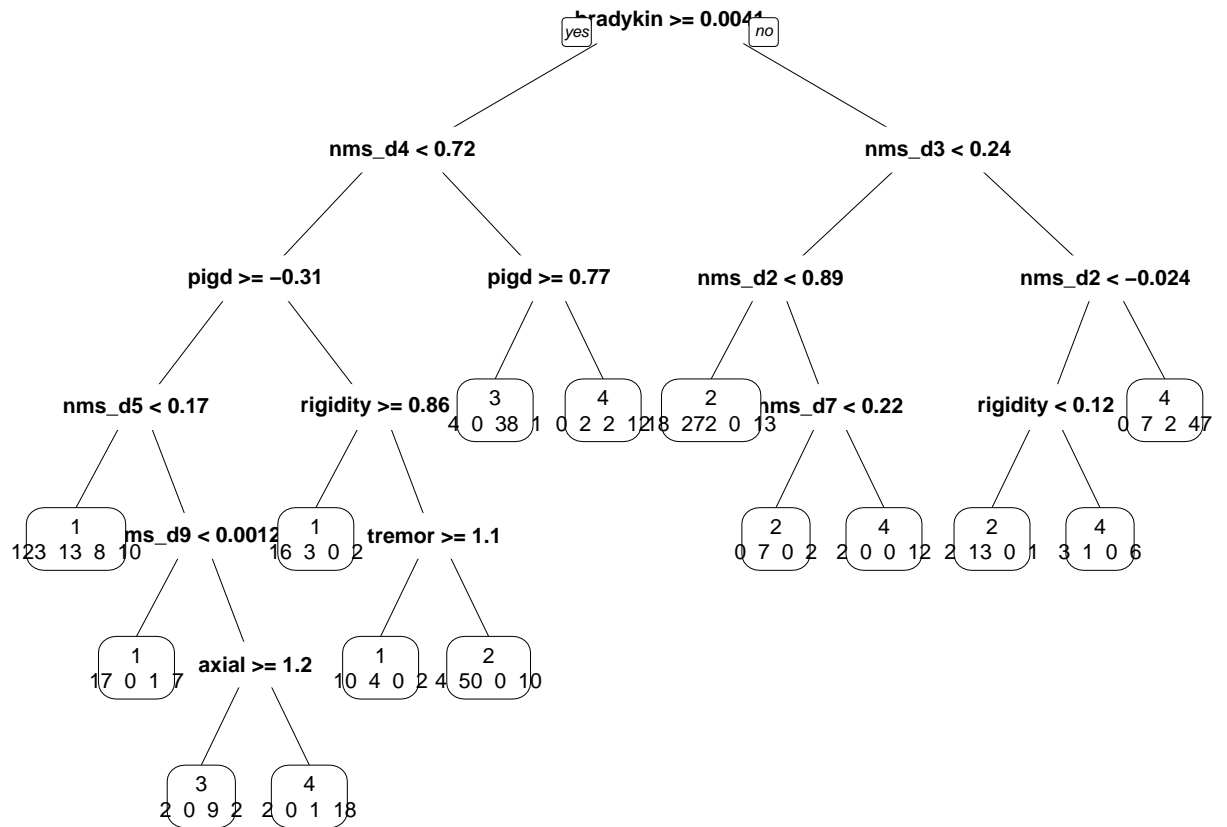 bradykin >= 0.0041
yes no
nms_d4 < 0.72 nms_d3 < 0.24
pigd >= −0.31 pigd >= 0.77 nms_d2 < 0.89 nms_d2 < −0.024
nms_d5 < 0.17 rigidity >= 0.86 nms_d7 < 0.22 rigidity < 0.12
3 4 2 4
4 0 38 1 0 2 2 12 18 272 0 13 0 7 2 47
ms_d9 < 0.0012 tremor >= 1.1
1 1 2 4 2 4
123 13 8 10 16 3 0 2 0 7 0 2 2 0 0 12 2 13 0 1 3 1 0 6
axial >= 1.2
1 1 2
17 0 1 7 10 4 0 2 4 50 0 10
3 4
2 0 9 2 2 0 1 18